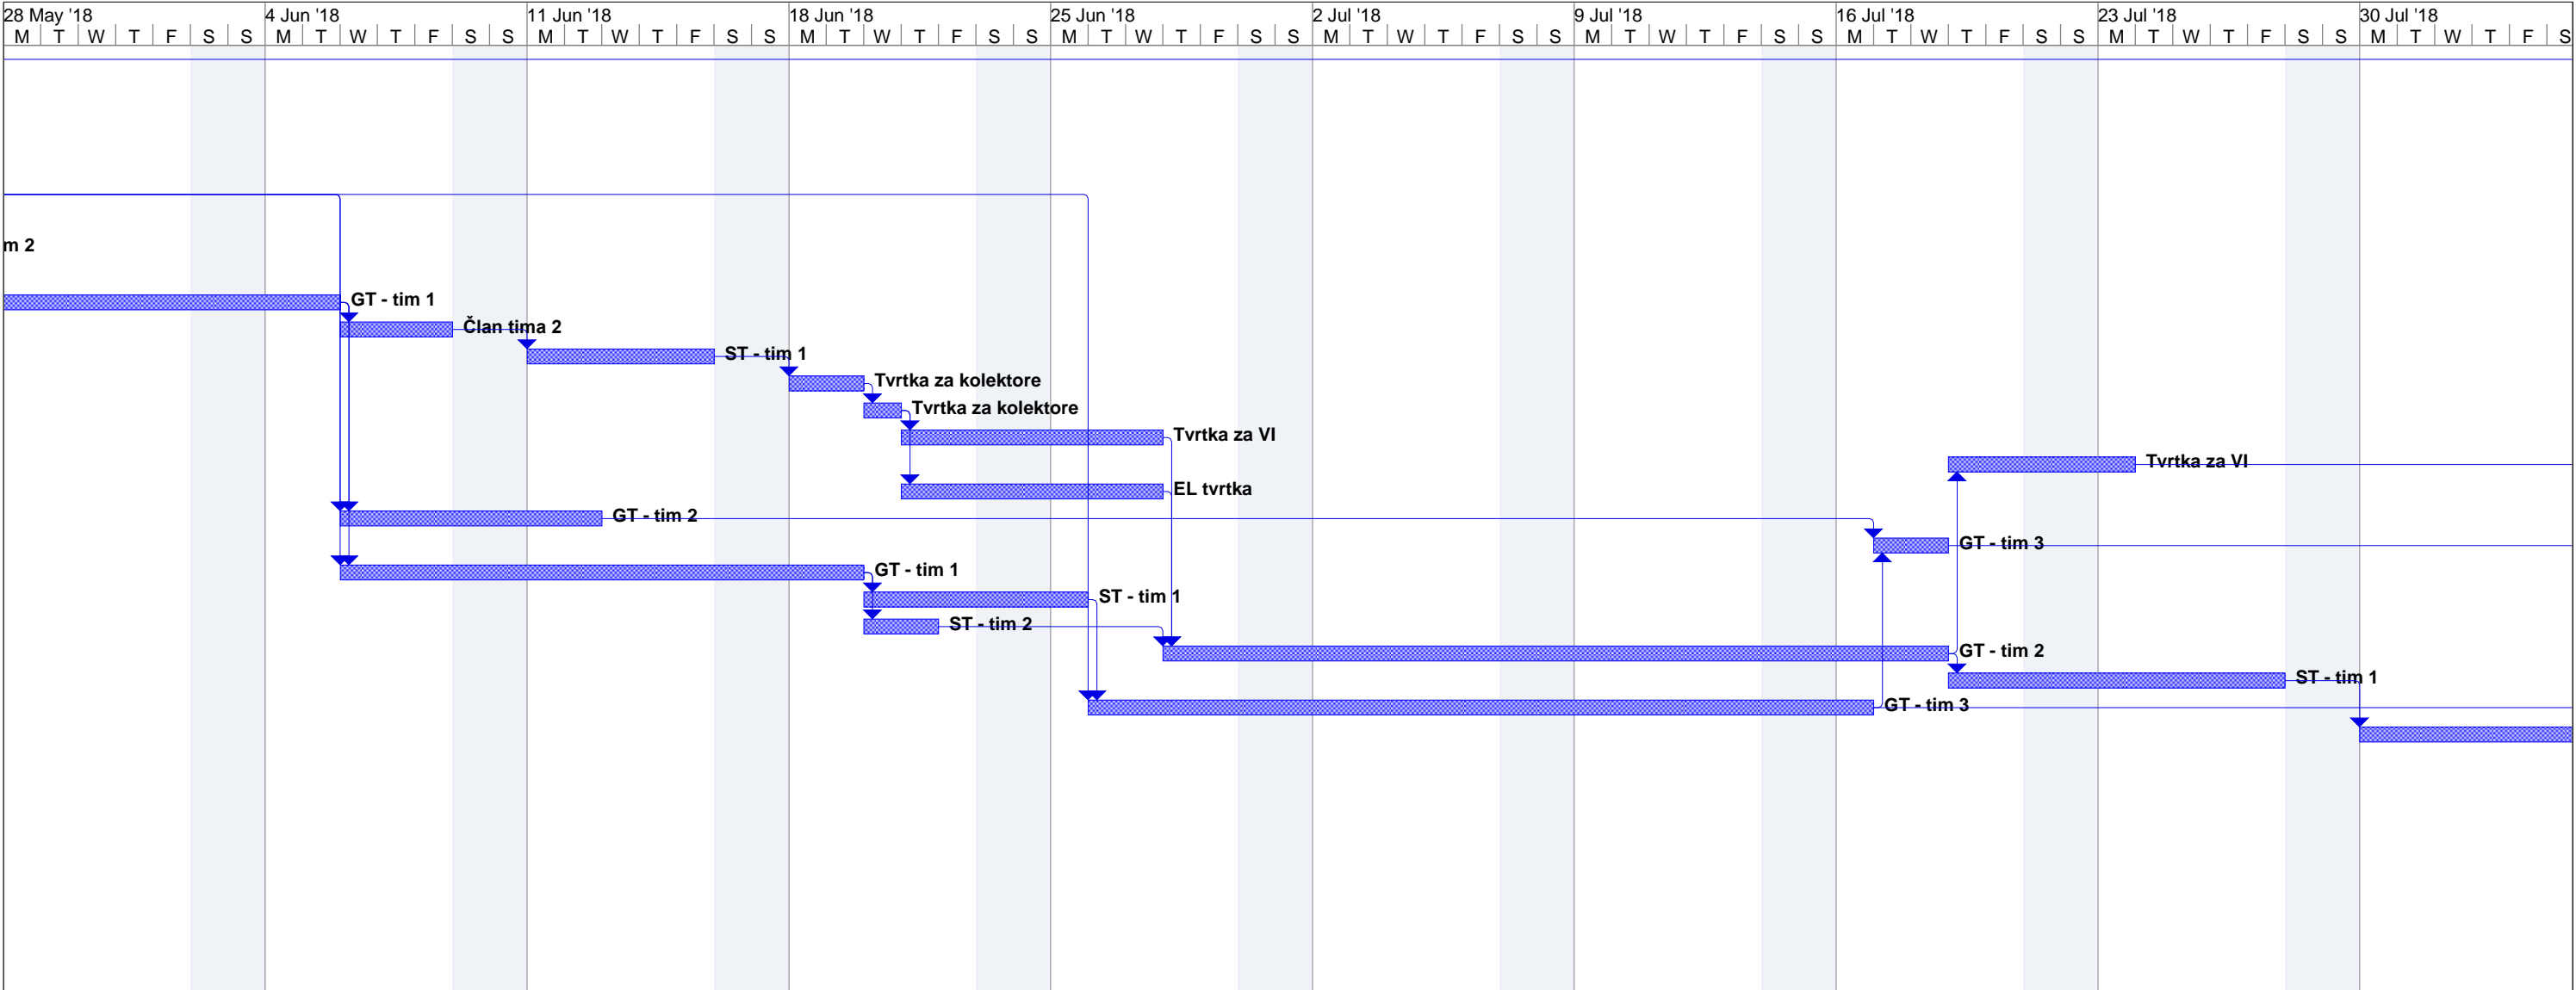 28 May '18 4 Jun '18 11 Jun '18 18 Jun '18 25 Jun '18 2 Jul '18 9 Jul '18 16 Jul '18 23 Jul '18 30 Jul '18
M T W T F S S M T W T F S S M T W T F S S M T W T F S S M T W T F S S M T W T F S S M T W T F S S M T W T F S S M T W T F S S M T W T F S
m 2
GT - tim 1
Član tima 2
ST - tim 1
Tvrtka za kolektore
Tvrtka za kolektore
Tvrtka za VI
Tvrtka za VI
EL tvrtka
GT - tim 2
GT - tim 3
GT - tim 1
ST - tim 1
ST - tim 2
GT - tim 2
ST - tim 1
GT - tim 3